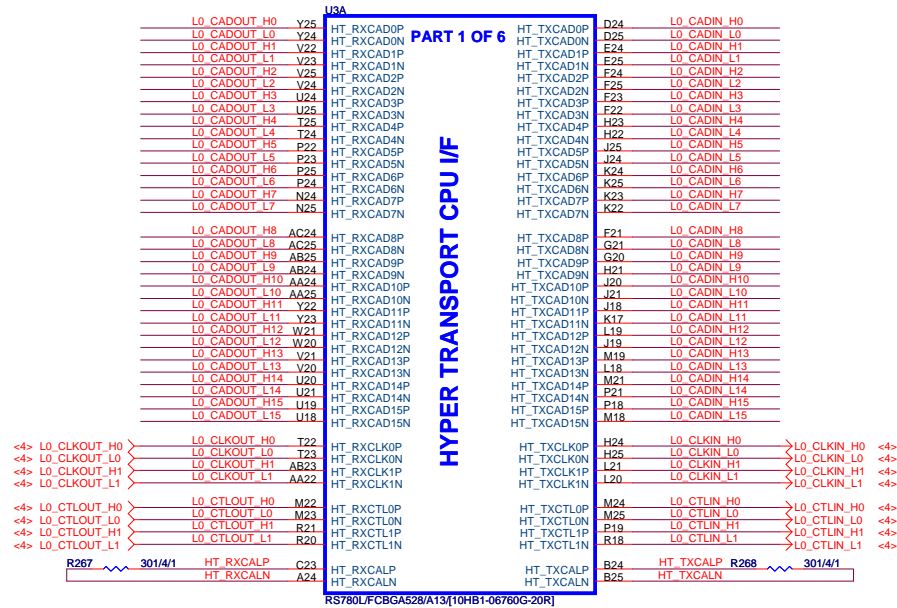 U3A
L0_CADOUT_H0 Y25 HT_RXCAD0P PART 1 OF 6 HT_TXCAD0P D24 L0_CADIN_H0
L0_CADOUT_L0 Y24 HT_RXCAD0N HT_TXCAD0N D25 L0_CADIN_L0
L0_CADOUT_H1 V22 HT_RXCAD1P HT_TXCAD1P E24 L0_CADIN_H1
L0_CADOUT_L1 V23 HT_RXCAD1N HT_TXCAD1N E25 L0_CADIN_L1
L0_CADOUT_H2 V25 HT_RXCAD2P HT_TXCAD2P F24 L0_CADIN_H2
L0_CADOUT_L2 V24 HT_RXCAD2N HT_TXCAD2N F25 L0_CADIN_L2
L0_CADOUT_H3 U24 HT_RXCAD3P HT_TXCAD3P F23 L0_CADIN_H3
L0_CADOUT_L3 U25 HT_RXCAD3N HT_TXCAD3N F22 L0_CADIN_L3
L0_CADOUT_H4 T25 HT_RXCAD4P HT_TXCAD4P H23 L0_CADIN_H4
L0_CADOUT_L4 T24 HT_RXCAD4N HT_TXCAD4N H22 L0_CADIN_L4
L0_CADOUT_H5 P22 HT_RXCAD5P HT_TXCAD5P J25 L0_CADIN_H5
L0_CADOUT_L5 P23 HT_RXCAD5N HT_TXCAD5N J24 L0_CADIN_L5
L0_CADOUT_H6 P25 HT_RXCAD6P HT_TXCAD6P K24 L0_CADIN_H6
L0_CADOUT_L6 P24 HT_RXCAD6N HT_TXCAD6N K25 L0_CADIN_L6
L0_CADOUT_H7 N24 HT_RXCAD7P HT_TXCAD7P K23 L0_CADIN_H7
L0_CADOUT_L7 N25 HT_RXCAD7N HT_TXCAD7N K22 L0_CADIN_L7
HYPER TRANSPORT CPU I/F
L0_CADOUT_H8 AC24 HT_RXCAD8P HT_TXCAD8P F21 L0_CADIN_H8
L0_CADOUT_L8 AC25 HT_RXCAD8N HT_TXCAD8N G21 L0_CADIN_L8
L0_CADOUT_H9 AB25 HT_RXCAD9P HT_TXCAD9P G20 L0_CADIN_H9
L0_CADOUT_L9 AB24 HT_RXCAD9N HT_TXCAD9N H21 L0_CADIN_L9
L0_CADOUT_H10 AA24 HT_RXCAD10P HT_TXCAD10P J20 L0_CADIN_H10
L0_CADOUT_L10 AA25 HT_RXCAD10N HT_TXCAD10N J21 L0_CADIN_L10
L0_CADOUT_H11 Y22 HT_RXCAD11P HT_TXCAD11P J18 L0_CADIN_H11
L0_CADOUT_L11 Y23 HT_RXCAD11N HT_TXCAD11N K17 L0_CADIN_L11
L0_CADOUT_H12 W21 HT_RXCAD12P HT_TXCAD12P L19 L0_CADIN_H12
L0_CADOUT_L12 W20 HT_RXCAD12N HT_TXCAD12N J19 L0_CADIN_L12
L0_CADOUT_H13 V21 HT_RXCAD13P HT_TXCAD13P M19 L0_CADIN_H13
L0_CADOUT_L13 V20 HT_RXCAD13N HT_TXCAD13N L18 L0_CADIN_L13
L0_CADOUT_H14 U20 HT_RXCAD14P HT_TXCAD14P M21 L0_CADIN_H14
L0_CADOUT_L14 U21 HT_RXCAD14N HT_TXCAD14N P21 L0_CADIN_L14
L0_CADOUT_H15 U19 HT_RXCAD15P HT_TXCAD15P P18 L0_CADIN_H15
L0_CADOUT_L15 U18 HT_RXCAD15N HT_TXCAD15N M18 L0_CADIN_L15
<4> L0_CLKOUT_H0 L0_CLKOUT_H0 T22 HT_RXCLK0P HT_TXCLK0P H24 L0_CLKIN_H0 L0_CLKIN_H0 <4>
<4> L0_CLKOUT_L0 L0_CLKOUT_L0 T23 HT_RXCLK0N HT_TXCLK0N H25 L0_CLKIN_L0 L0_CLKIN_L0 <4>
<4> L0_CLKOUT_H1 L0_CLKOUT_H1 AB23 HT_RXCLK1P HT_TXCLK1P L21 L0_CLKIN_H1 L0_CLKIN_H1 <4>
<4> L0_CLKOUT_L1 L0_CLKOUT_L1 AA22 HT_RXCLK1N HT_TXCLK1N L20 L0_CLKIN_L1 L0_CLKIN_L1 <4>
<4> L0_CTLOUT_H0 L0_CTLOUT_H0 M22 HT_RXCTL0P HT_TXCTL0P M24 L0_CTLIN_H0 L0_CTLIN_H0 <4>
<4> L0_CTLOUT_L0 L0_CTLOUT_L0 M23 HT_RXCTL0N HT_TXCTL0N M25 L0_CTLIN_L0 L0_CTLIN_L0 <4>
<4> L0_CTLOUT_H1 L0_CTLOUT_H1 R21 HT_RXCTL1P HT_TXCTL1P P19 L0_CTLIN_H1 L0_CTLIN_H1 <4>
<4> L0_CTLOUT_L1 L0_CTLOUT_L1 R20 HT_RXCTL1N HT_TXCTL1N R18 L0_CTLIN_L1 L0_CTLIN_L1 <4>
R267 301/4/1 HT_RXCALP C23 HT_RXCALP HT_TXCALP B24 HT_TXCALP R268 301/4/1
HT_RXCALN A24 HT_RXCALN HT_TXCALN B25 HT_TXCALN
RS780L/FCBGA528/A13/[10HB1-06760G-20R]